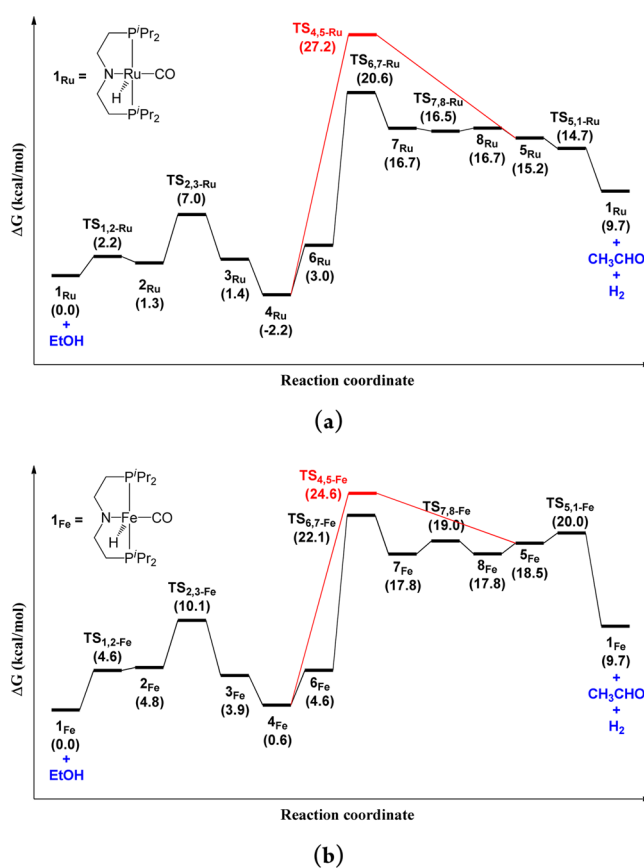 P^iPr2
1Ru = N Ru CO
H
P^iPr2
TS4,5-Ru
(27.2)
TS6,7-Ru
(20.6)
TS7,8-Ru
(16.5)
TS5,1-Ru
(14.7)
7Ru
(16.7)
8Ru
(16.7)
5Ru
(15.2)
1Ru
(9.7)
+
CH3CHO
+
H2
TS2,3-Ru
(7.0)
TS1,2-Ru
(2.2)
6Ru
(3.0)
1Ru
(0.0)
+
EtOH
2Ru
(1.3)
3Ru
(1.4)
4Ru
(-2.2)
ΔG (kcal/mol)
Reaction coordinate
(a)
P^iPr2
1Fe = N Fe CO
H
P^iPr2
TS4,5-Fe
(24.6)
TS6,7-Fe
(22.1)
TS7,8-Fe
(19.0)
TS5,1-Fe
(20.0)
7Fe
(17.8)
8Fe
(17.8)
5Fe
(18.5)
1Fe
(9.7)
+
CH3CHO
+
H2
TS2,3-Fe
(10.1)
TS1,2-Fe
(4.6)
2Fe
(4.8)
3Fe
(3.9)
6Fe
(4.6)
4Fe
(0.6)
1Fe
(0.0)
+
EtOH
ΔG (kcal/mol)
Reaction coordinate
(b)